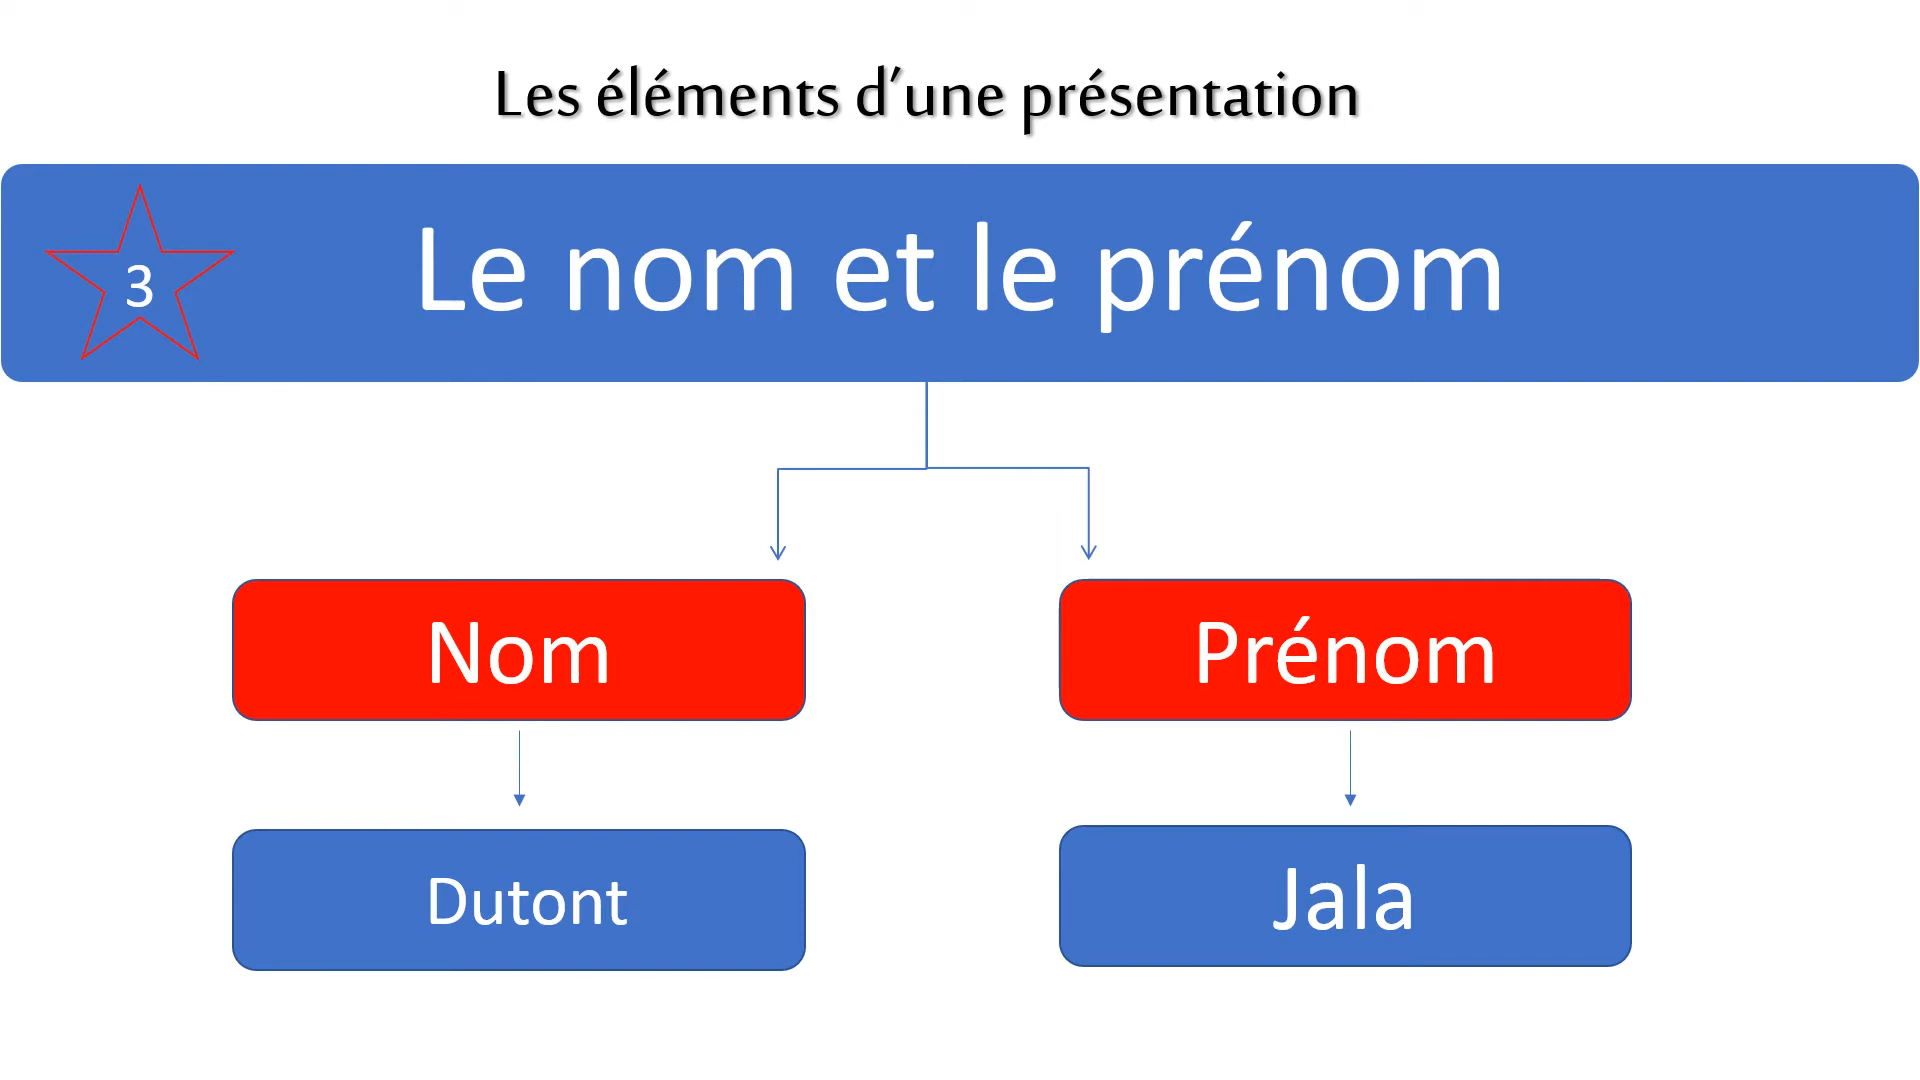 Les éléments d’une présentation
3
Le nom et le prénom
Nom
Prénom
Dutont
Jala